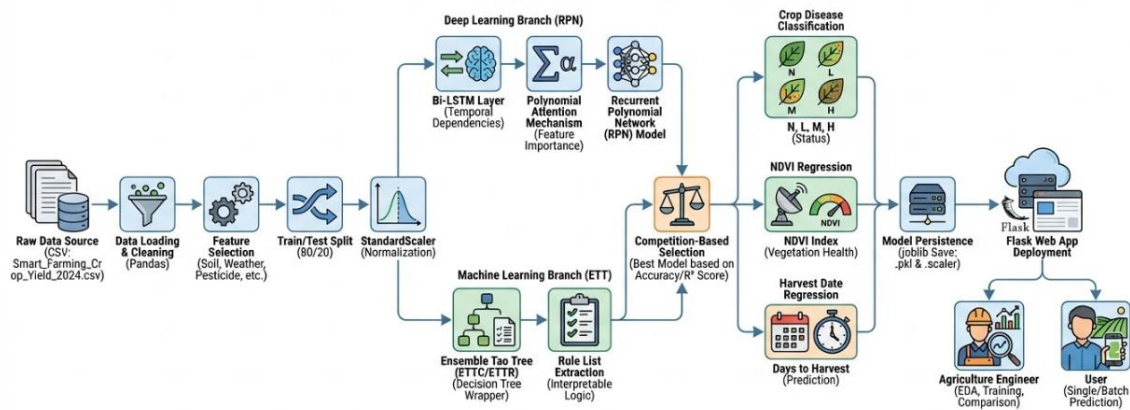 Deep Learning Branch (RPN)
Bi-LSTM Layer
(Temporal Dependencies)
Σα
Polynomial
Attention
Mechanism
(Feature
Importance)
Recurrent
Polynomial
Network
(RPN) Model
Crop Disease
Classification
N
L
M
H
N, L, M, H
(Status)
Raw Data Source
(CSV:
Smart_Farming_Cr
op_Yield_2024.csv)
Data Loading
& Cleaning
(Pandas)
Feature
Selection
(Soil, Weather,
Pesticide, etc.)
Train/Test Split
(80/20)
StandardScaler
(Normalization)
Competition-Based
Selection
(Best Model based on
Accuracy/R² Score)
NDVI Regression
NDVI
NDVI Index
(Vegetation Health)
Model Persistence
(joblib Save;
.pkl & .scaler)
Flask
Flask Web App
Deployment
Machine Learning Branch (ETT)
Ensemble Tao Tree
(ETTC/ETTR)
(Decision Tree
Wrapper)
Rule List
Extraction
(Interpretable
Logic)
Harvest Date
Regression
Days to Harvest
(Prediction)
Agriculture Engineer
(EDA, Training,
Comparison)
User
(Single/Batch
Prediction)